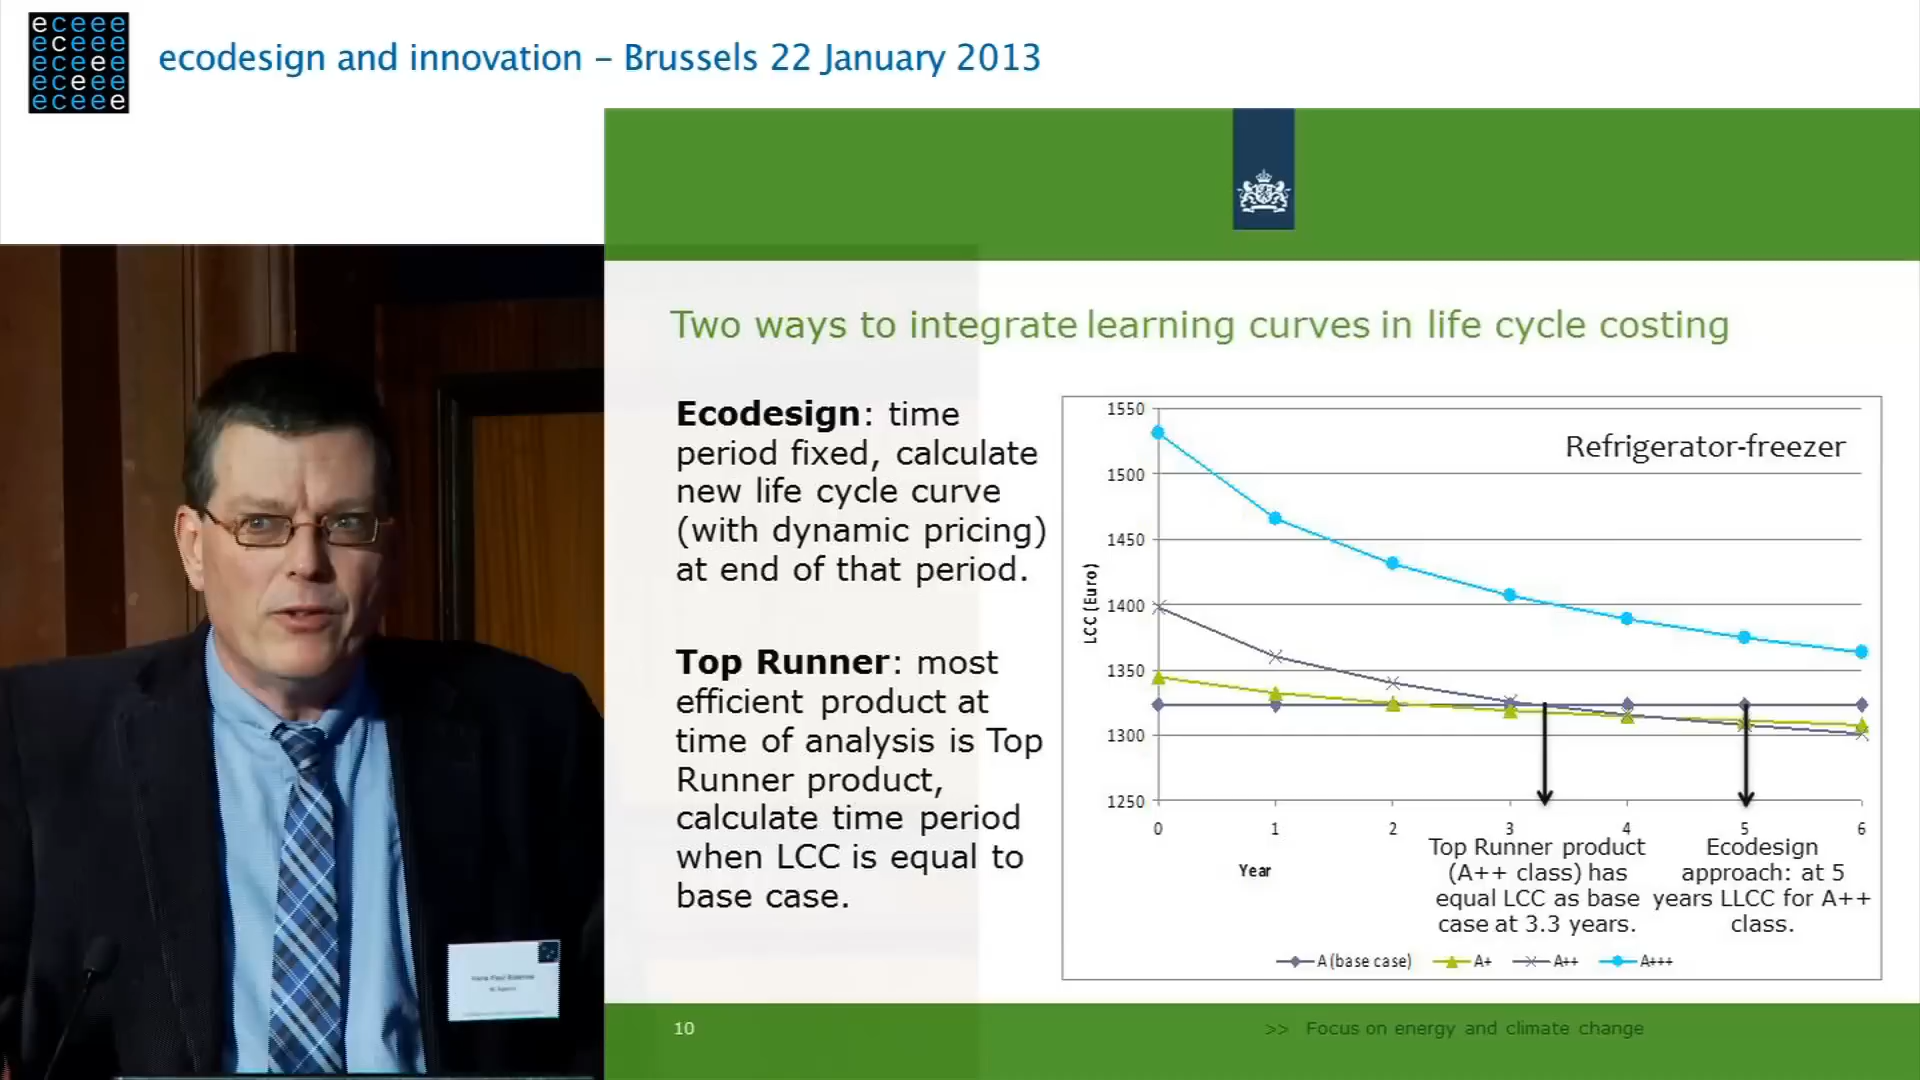 eceee
eceee
eceee
eceee
eceee
ecodesign and innovation – Brussels 22 January 2013
Two ways to integrate learning curves in life cycle costing
Ecodesign: time
period fixed, calculate
new life cycle curve
(with dynamic pricing)
at end of that period.
Top Runner: most
efficient product at
time of analysis is Top
Runner product,
calculate time period
when LCC is equal to
base case.
Refrigerator-freezer
LCC (Euro)
1550
1500
1450
1400
1350
1300
1250
0 1 2 3 4 5 6
Year
Top Runner product
(A++ class) has
equal LCC as base
case at 3.3 years.
Ecodesign
approach: at 5
years LLCC for A++
class.
A (base case) A+ A++ A+++
10
>> Focus on energy and climate change